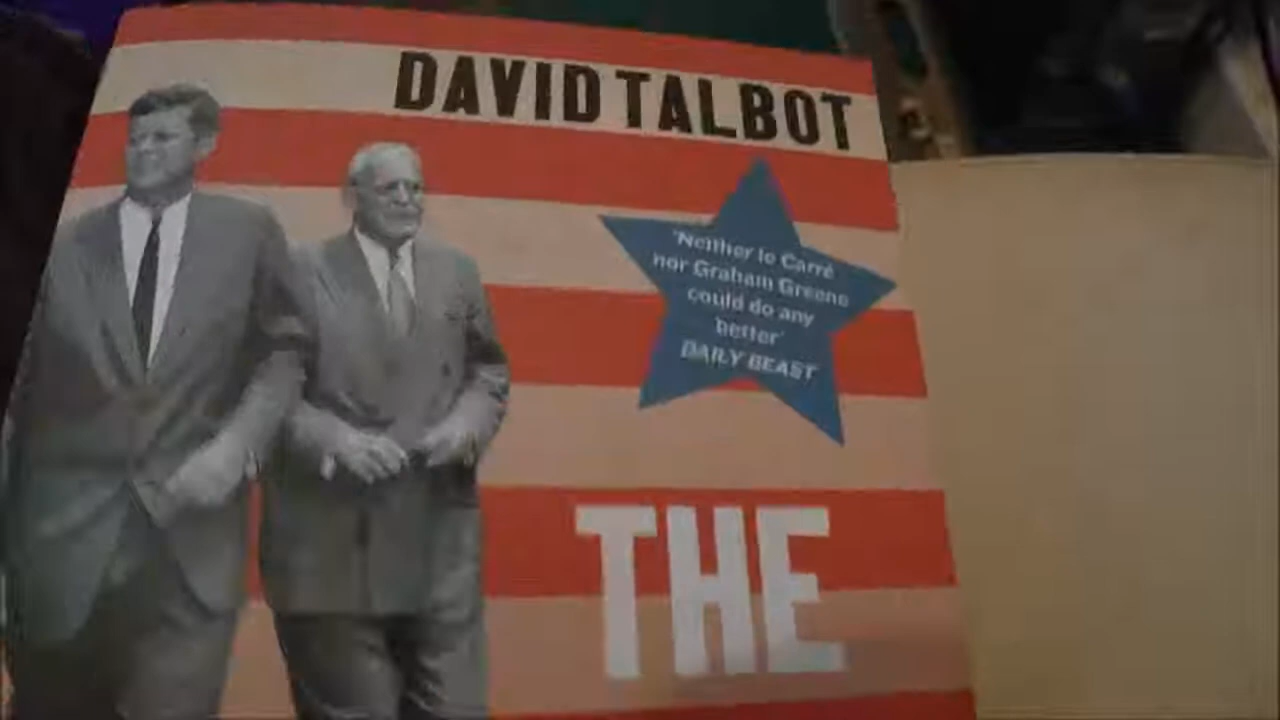 DAVID TALBOT
'Neither le Carré
nor Graham Greene
could do any
better'
DAILY BEAST
THE